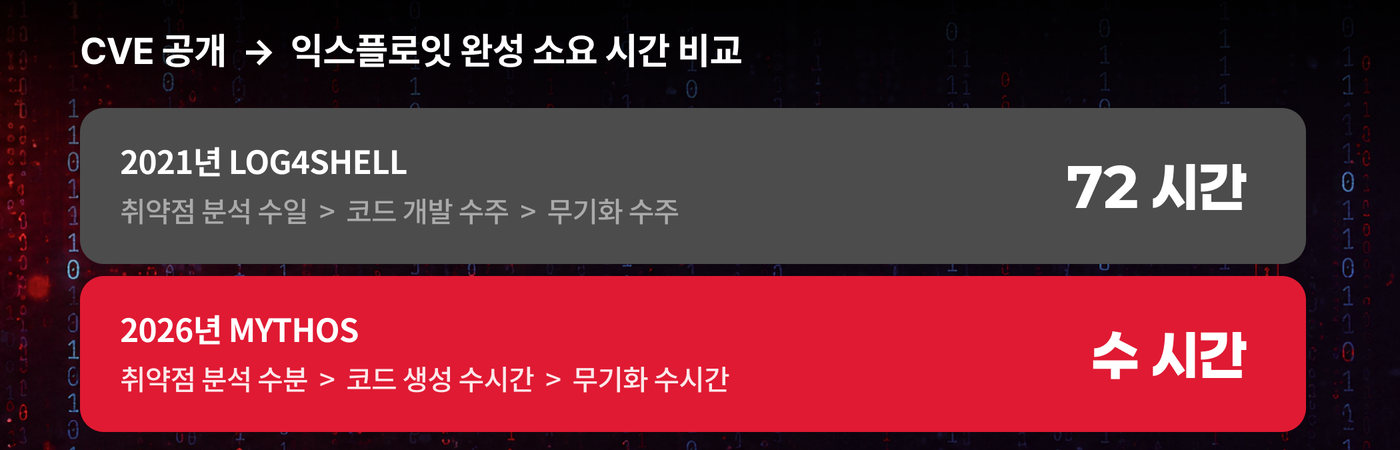 CVE 공개 → 익스플로잇 완성 소요 시간 비교
2021년 LOG4SHELL
취약점 분석 수일 > 코드 개발 수주 > 무기화 수주
72 시간
2026년 MYTHOS
취약점 분석 수분 > 코드 생성 수시간 > 무기화 수시간
수 시간